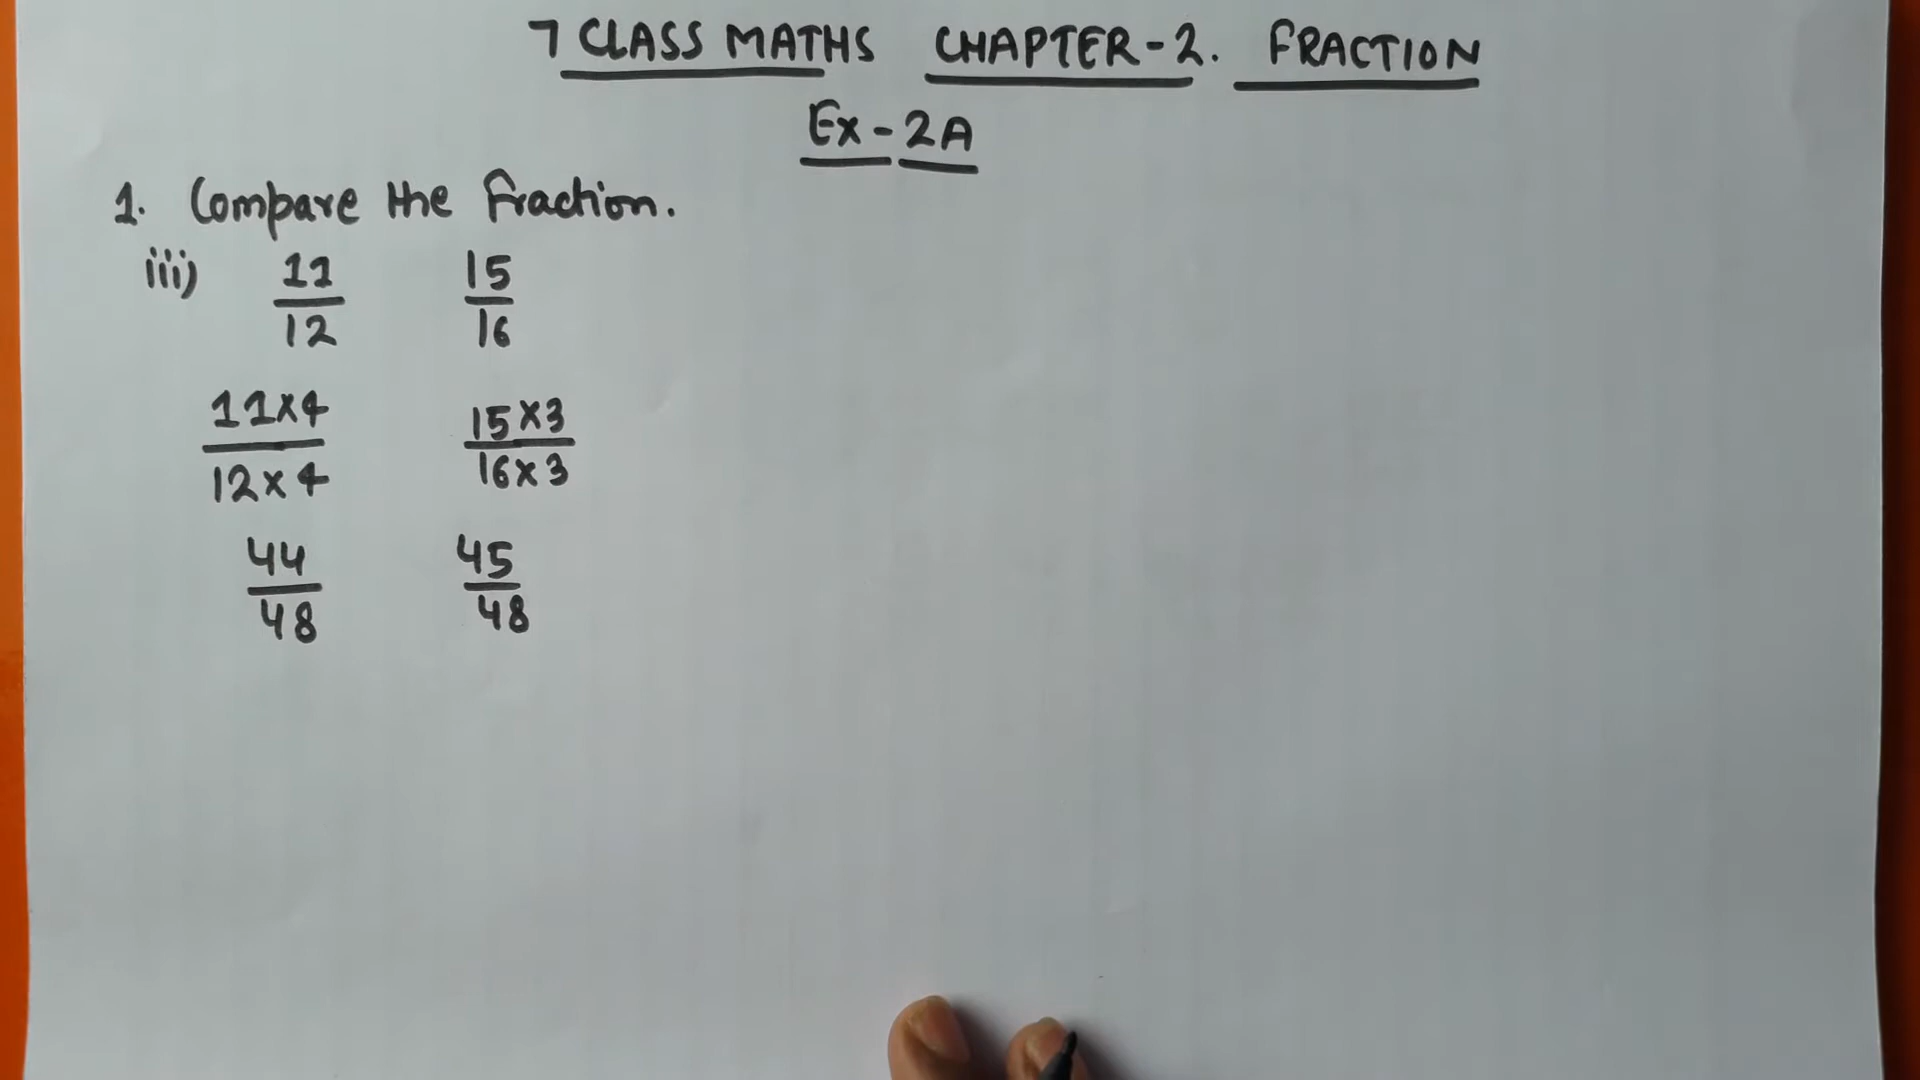 7 CLASS MATHS CHAPTER-2. FRACTION
Ex-2A
1. Compare the Fraction.
iii) 11/12 15/16
11×4/12×4 15×3/16×3
44/48 45/48